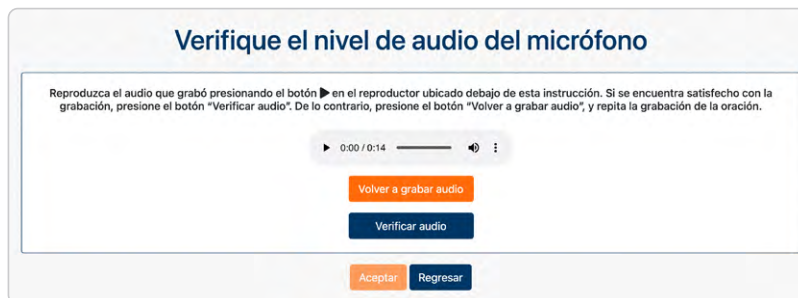 Verifique el nivel de audio del micrófono
Reproduzca el audio que grabó presionando el botón ▶ en el reproductor ubicado debajo de esta instrucción. Si se encuentra satisfecho con la
grabación, presione el botón “Verificar audio”. De lo contrario, presione el botón “Volver a grabar audio”, y repita la grabación de la oración.
0:00 / 0:14
Volver a grabar audio
Verificar audio
Aceptar Regresar